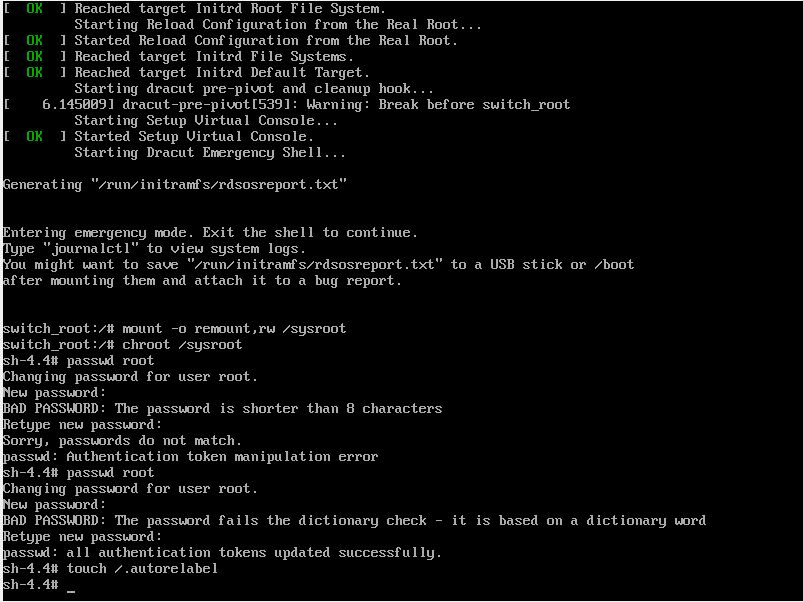 [  OK  ] Reached target Initrd Root File System.
         Starting Reload Configuration from the Real Root...
[  OK  ] Started Reload Configuration from the Real Root.
[  OK  ] Reached target Initrd File Systems.
[  OK  ] Reached target Initrd Default Target.
         Starting dracut pre-pivot and cleanup hook...
[    6.145009] dracut-pre-pivot[539]: Warning: Break before switch_root
         Starting Setup Virtual Console...
[  OK  ] Started Setup Virtual Console.
         Starting Dracut Emergency Shell...
Generating "/run/initramfs/rdsosreport.txt"
Entering emergency mode. Exit the shell to continue.
Type "journalctl" to view system logs.
You might want to save "/run/initramfs/rdsosreport.txt" to a USB stick or /boot
after mounting them and attach it to a bug report.
switch_root:/# mount -o remount,rw /sysroot
switch_root:/# chroot /sysroot
sh-4.4# passwd root
Changing password for user root.
New password:
BAD PASSWORD: The password is shorter than 8 characters
Retype new password:
Sorry, passwords do not match.
passwd: Authentication token manipulation error
sh-4.4# passwd root
Changing password for user root.
New password:
BAD PASSWORD: The password fails the dictionary check - it is based on a dictionary word
Retype new password:
passwd: all authentication tokens updated successfully.
sh-4.4# touch /.autorelabel
sh-4.4# _